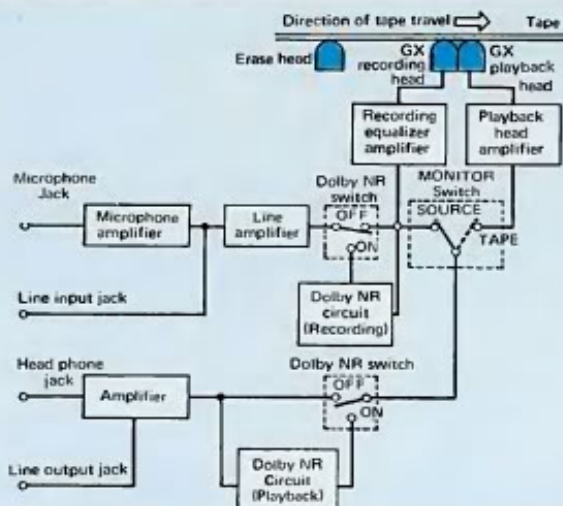 Direction of tape travel
Tape
Erase head
GX
recording
head
GX
playback
head
Recording
equalizer
amplifier
Playback
head
amplifier
Microphone
Jack
Microphone
amplifier
Line
amplifier
Dolby NR
switch
OFF
ON
MONITOR
Switch
SOURCE
TAPE
Line input jack
Dolby NR
circuit
(Recording)
Head phone
jack
Amplifier
Dolby NR switch
OFF
ON
Line output jack
Dolby NR
Circuit
(Playback)